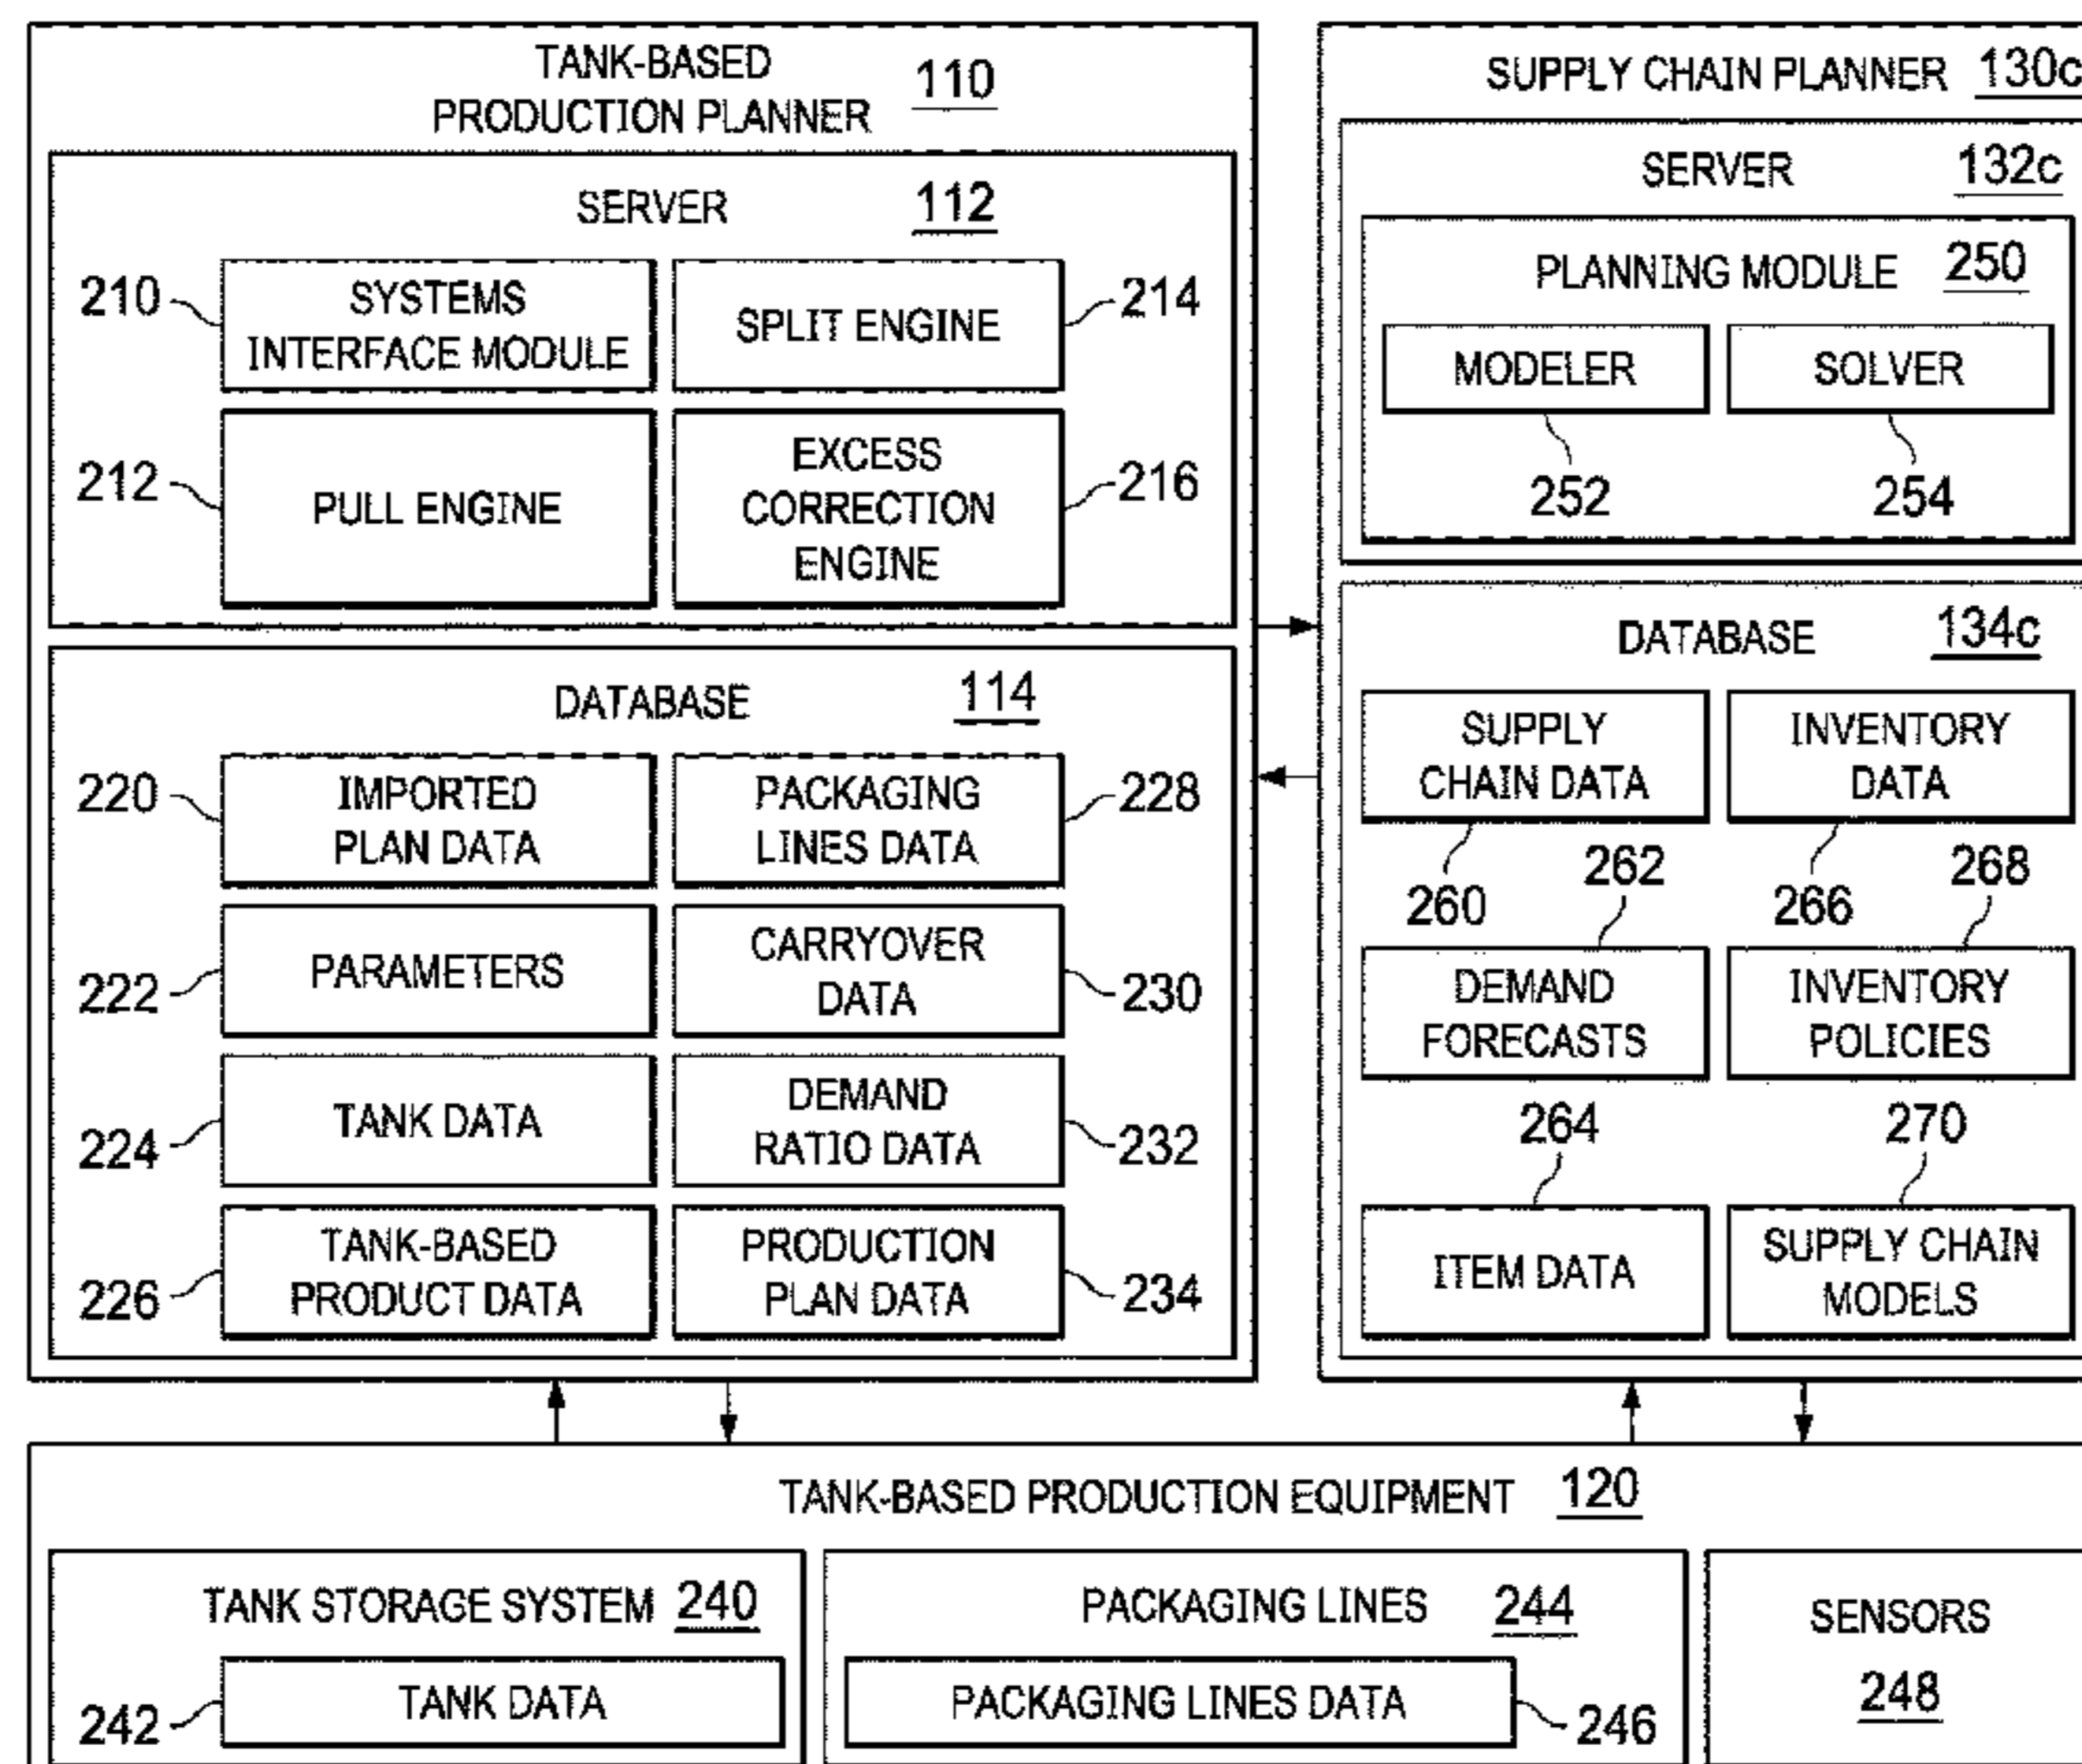 TANK-BASED
PRODUCTION PLANNER 110
SERVER 112
210 SYSTEMS
INTERFACE MODULE
SPLIT ENGINE 214
212 PULL ENGINE
EXCESS
CORRECTION
ENGINE 216
DATABASE 114
220 IMPORTED
PLAN DATA
PACKAGING
LINES DATA 228
222 PARAMETERS
CARRYOVER
DATA 230
224 TANK DATA
DEMAND
RATIO DATA 232
226 TANK-BASED
PRODUCT DATA
PRODUCTION
PLAN DATA 234
SUPPLY CHAIN PLANNER 130c
SERVER 132c
PLANNING MODULE 250
MODELER SOLVER
252 254
DATABASE 134c
SUPPLY
CHAIN DATA
260
INVENTORY
DATA
266
262
DEMAND
FORECASTS
268
INVENTORY
POLICIES
264
ITEM DATA
270
SUPPLY CHAIN
MODELS
TANK-BASED PRODUCTION EQUIPMENT 120
TANK STORAGE SYSTEM 240
242 TANK DATA
PACKAGING LINES 244
PACKAGING LINES DATA 246
SENSORS
248